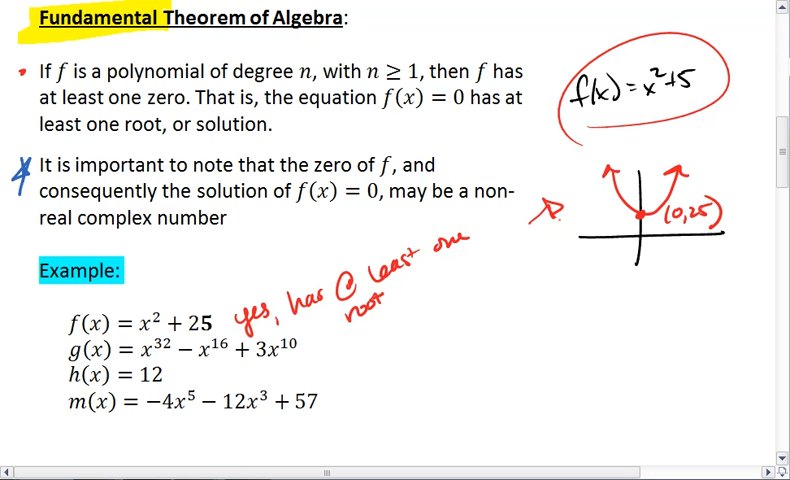 Fundamental Theorem of Algebra:
If f is a polynomial of degree n, with n ≥ 1, then f has
at least one zero. That is, the equation f(x) = 0 has at
least one root, or solution.
f(x) = x²+5
It is important to note that the zero of f, and
consequently the solution of f(x) = 0, may be a non-
real complex number
(0,25)
Example:
yes, has @ least one
root
f(x) = x² + 25
g(x) = x³² − x¹⁶ + 3x¹⁰
h(x) = 12
m(x) = −4x⁵ − 12x³ + 57